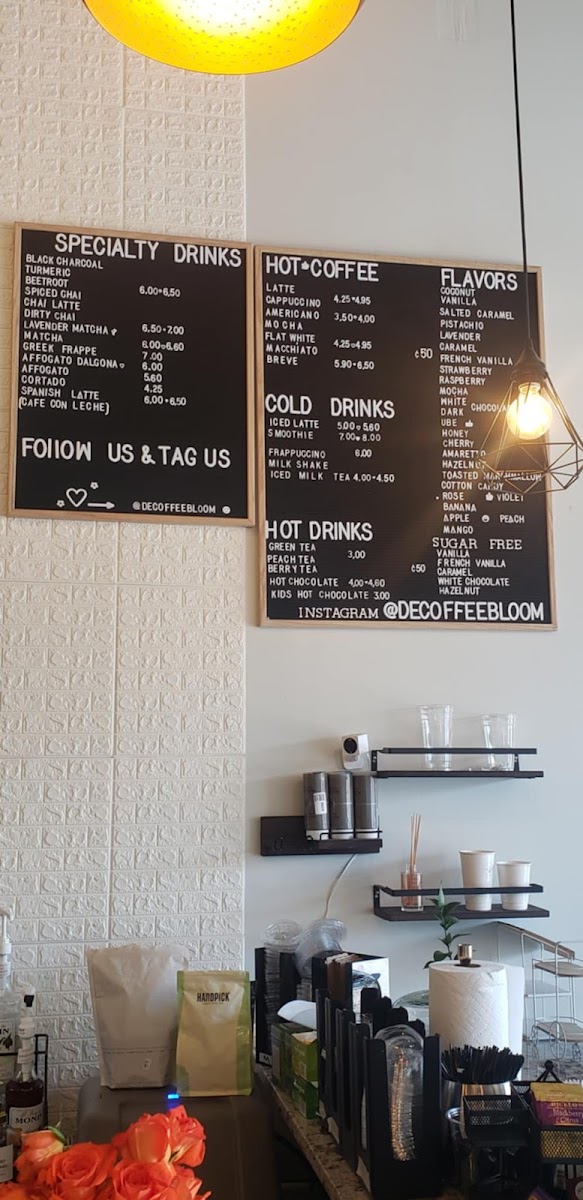 SPECIALTY DRINKS
BLACK CHARCOAL
TURMERIC
BEETROOT
SPICED CHAI 6.00•6.50
CHAI LATTE
DIRTY CHAI
LAVENDER MATCHA 6.50-7.00
MATCHA 6.00 6.60
GREEK FRAPPE 7.00
AFFOGATO DALGONA 6.00
AFFOGATO 5.60
CORTADO 4.25
SPANISH LATTE 6.00•6.50
(CAFE CON LECHE)
FOllOW US & TAG US
@DECOFFEEBLOOM
HOT COFFEE
LATTE
CAPPUCCINO 4.25•4.95
AMERICANO 3.50•4.00
MOCHA
FLAT WHITE 4.25 4.95
MACCHIATO
BREVE 5.90-6.50
COLD DRINKS
ICED LATTE 5.00 5.60
SMOOTHIE 7.00 8.00
FRAPPUCCINO 6.00
MILK SHAKE
ICED MILK TEA 4.00-4.50
HOT DRINKS
GREEN TEA 3.00
PEACH TEA
BERRY TEA
HOT CHOCOLATE 4.00-4.60
KIDS HOT CHOCOLATE 3.00
FLAVORS
COCONUT
VANILLA
SALTED CARAMEL
PISTACHIO
LAVENDER
CARAMEL
¢50 FRENCH VANILLA
STRAWBERRY
RASPBERRY
MOCHA
WHITE
DARK CHOCOLATE
UBE
HONEY
CHERRY
AMARETTO
HAZELNUT
TOASTED MARSHMALLOW
COTTON CANDY
ROSE VIOLET
BANANA
APPLE PEACH
MANGO
SUGAR FREE
VANILLA
FRENCH VANILLA
¢50 CARAMEL
WHITE CHOCOLATE
HAZELNUT
INSTAGRAM @DECOFFEEBLOOM
HANDPICK